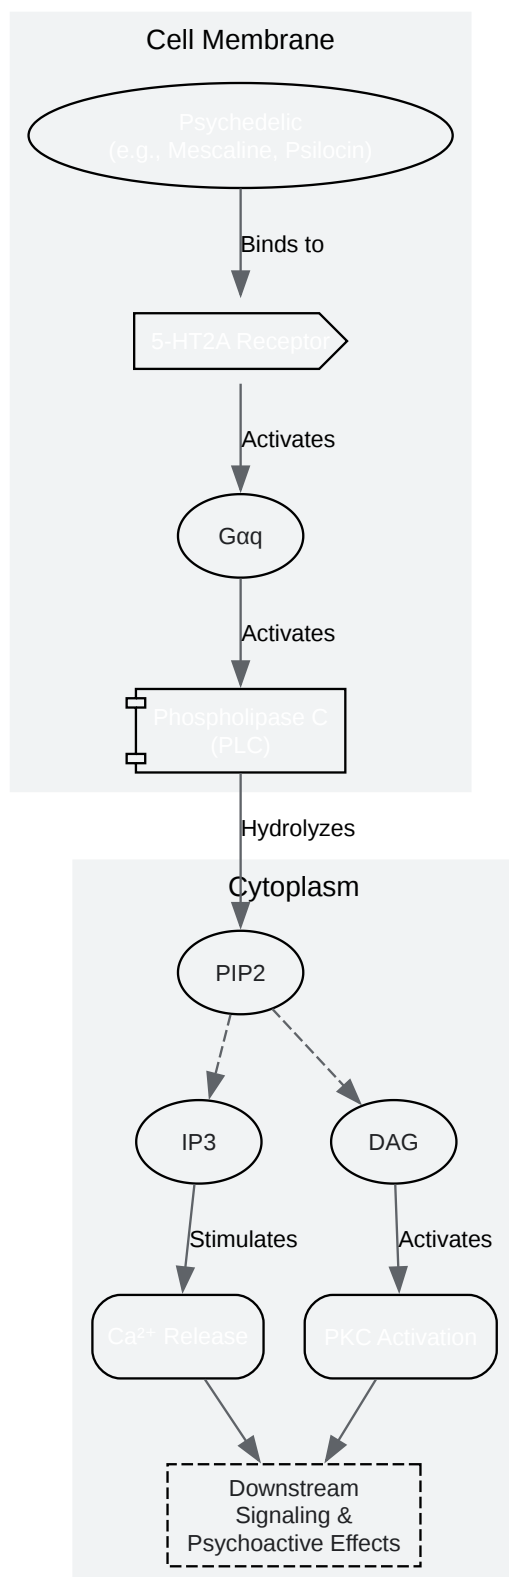 Cell Membrane
Psychedelic
(e.g., Mescaline, Psilocin)
Binds to
5-HT2A Receptor
Activates
Gαq
Activates
Phospholipase C
(PLC)
Hydrolyzes
Cytoplasm
PIP2
IP3
DAG
Stimulates
Activates
Ca²⁺ Release
PKC Activation
Downstream
Signaling &
Psychoactive Effects